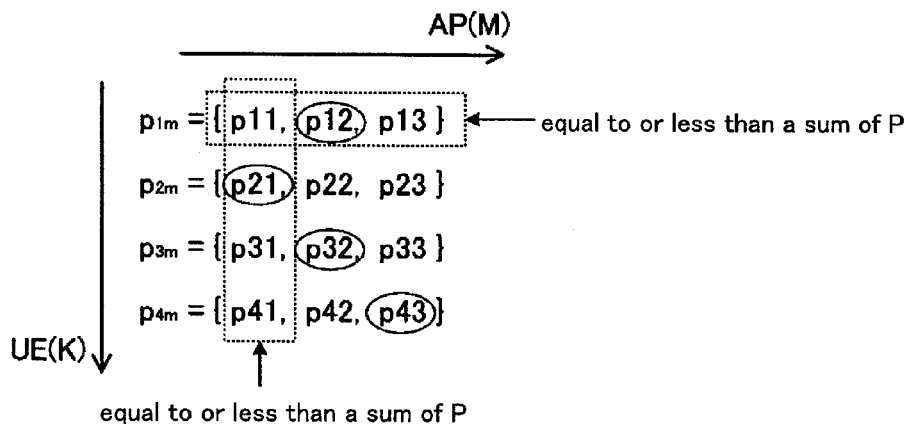 AP(M)
p1m = { p11, p12, p13 } equal to or less than a sum of P
p2m = { p21, p22, p23 }
p3m = { p31, p32, p33 }
p4m = { p41, p42, p43 }
UE(K)
equal to or less than a sum of P